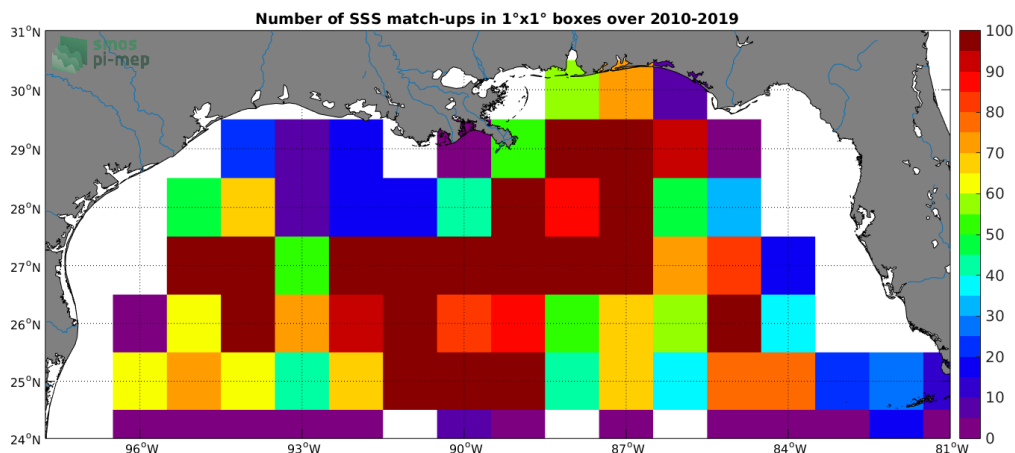 Number of SSS match-ups in 1°x1° boxes over 2010-2019
smos
pi-mep
31°N
30°N
29°N
28°N
27°N
26°N
25°N
24°N
96°W
93°W
90°W
87°W
84°W
81°W
100
90
80
70
60
50
40
30
20
10
0